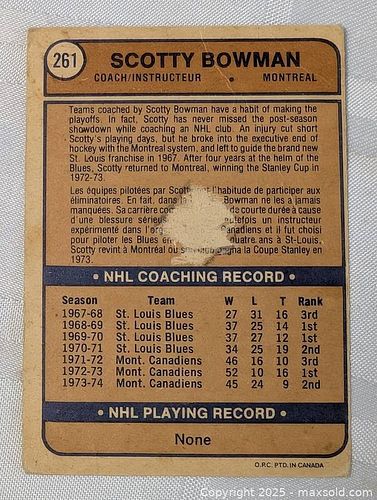 261
SCOTTY BOWMAN
COACH/INSTRUCTEUR • MONTREAL
Teams coached by Scotty Bowman have a habit of making the
playoffs. In fact, Scotty has never missed the post-season
showdown while coaching an NHL club. An injury cut short
Scotty's playing days, but he broke into the executive end of
hockey with the Montreal system, and left to guide the brand new
St. Louis franchise in 1967. After four years at the helm of the
Blues, Scotty returned to Montreal, winning the Stanley Cup in
1972-73.
Les équipes pilotées par Scott l'habitude de participer aux
éliminatoires. En fait, dans Bowman ne les a jamais
manquées. Sa carrière co de courte durée à cause
d'une blessure série puis un instructeur
expérimenté dans l'or anadiens et il fut choisi
pour piloter les Blues en uatre ans à St-Louis,
Scotty revint à Montréal où gna la Coupe Stanley en
1973.
• NHL COACHING RECORD •
Season Team W L T Rank
1967-68 St. Louis Blues 27 31 16 3rd
1968-69 St. Louis Blues 37 25 14 1st
1969-70 St. Louis Blues 37 27 12 1st
1970-71 St. Louis Blues 34 25 19 2nd
1971-72 Mont. Canadiens 46 16 10 3rd
1972-73 Mont. Canadiens 52 10 16 1st
1973-74 Mont. Canadiens 45 24 9 2nd
• NHL PLAYING RECORD •
None
O.P.C. PTD. IN CANADA
Copyright 2025 - maxsold.com